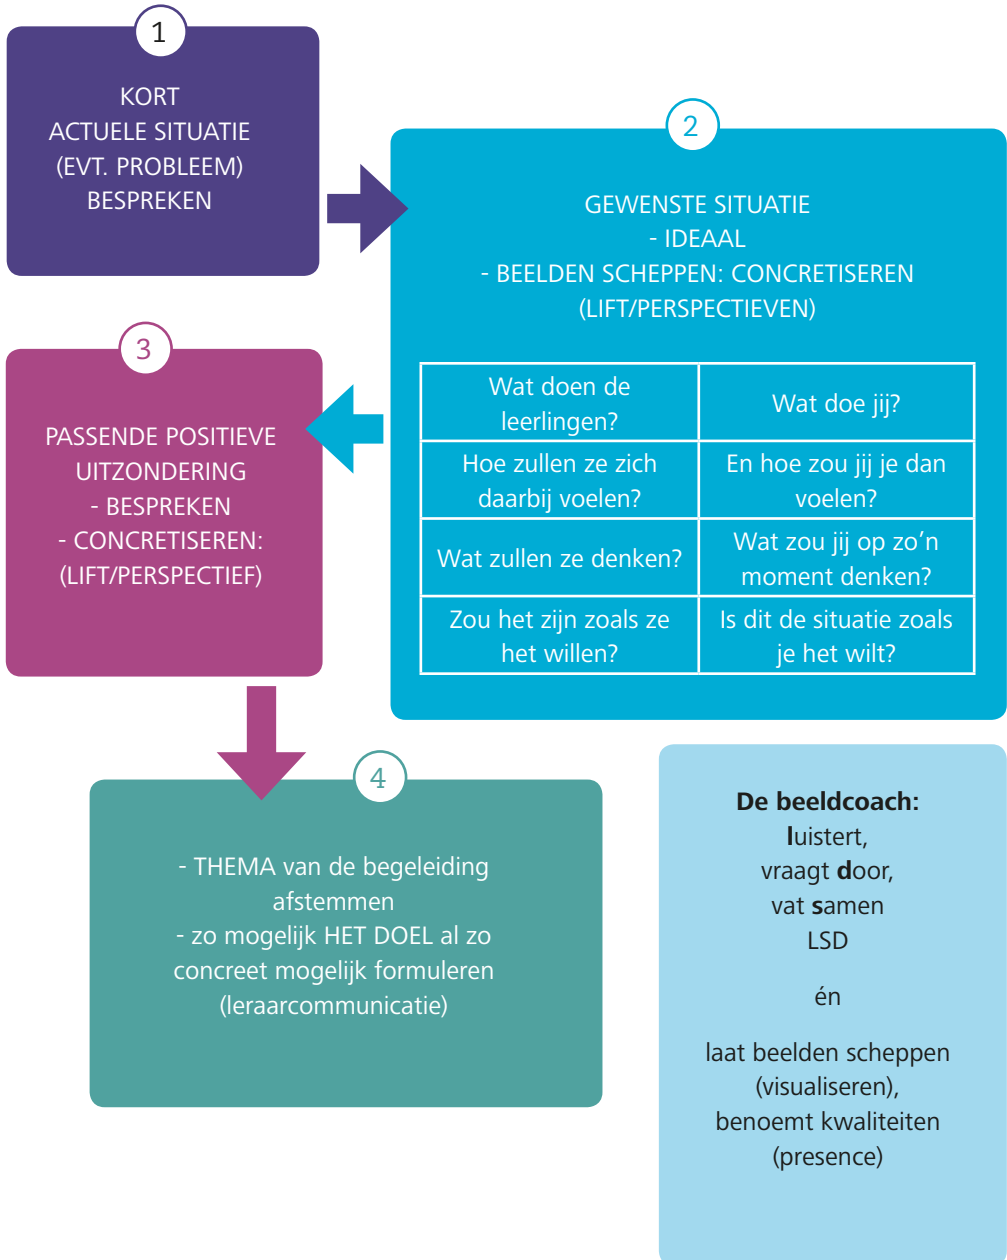 1
KORT
ACTUELE SITUATIE
(EVT. PROBLEEM)
BESPREKEN
2
GEWENSTE SITUATIE
- IDEAAL
- BEELDEN SCHEPPEN: CONCRETISEREN
(LIFT/PERSPECTIEVEN)
Wat doen de
leerlingen?
Wat doe jij?
Hoe zullen ze zich
daarbij voelen?
En hoe zou jij je dan
voelen?
Wat zullen ze denken?
Wat zou jij op zo’n
moment denken?
Zou het zijn zoals ze
het willen?
Is dit de situatie zoals
je het wilt?
3
PASSENDE POSITIEVE
UITZONDERING
- BESPREKEN
- CONCRETISEREN:
(LIFT/PERSPECTIEF)
4
- THEMA van de begeleiding
afstemmen
- zo mogelijk HET DOEL al zo
concreet mogelijk formuleren
(leraarcommunicatie)
De beeldcoach:
luistert,
vraagt door,
vat samen
LSD
én
laat beelden scheppen
(visualiseren),
benoemt kwaliteiten
(presence)